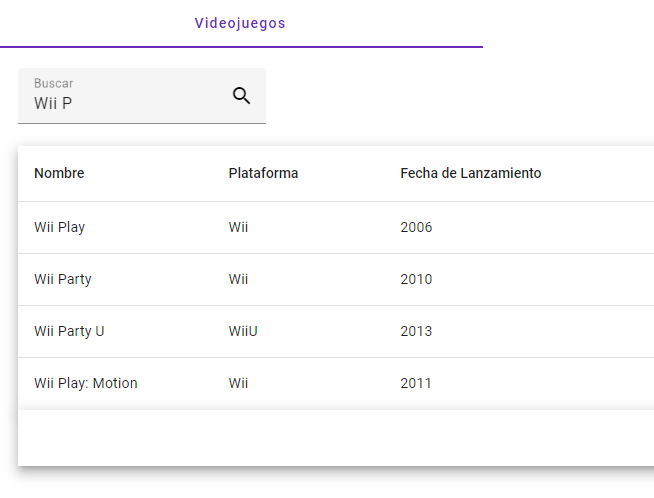 Videojuegos
Buscar
Wii P
Nombre Plataforma Fecha de Lanzamiento
Wii Play Wii 2006
Wii Party Wii 2010
Wii Party U WiiU 2013
Wii Play: Motion Wii 2011